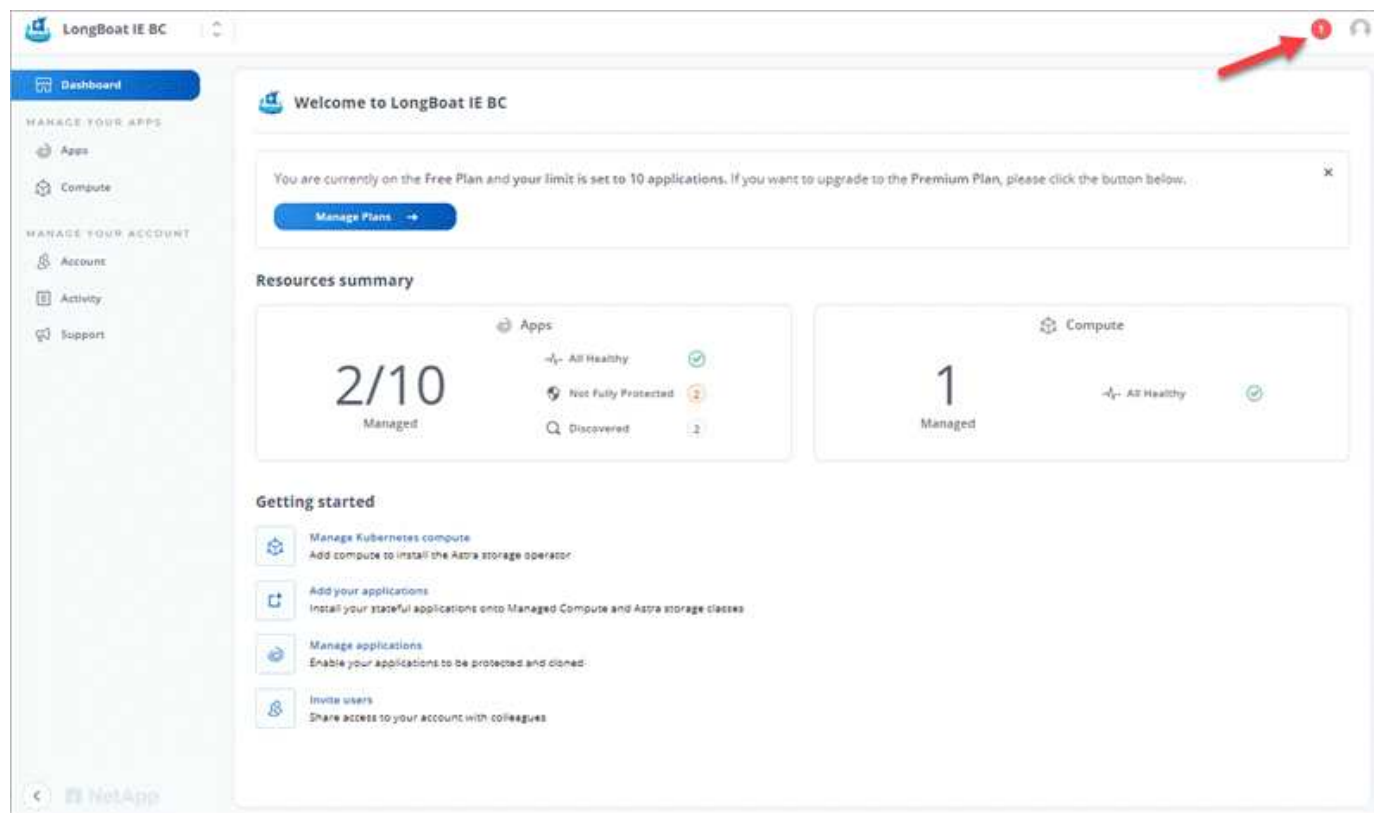 LongBoat IE BC
1
Dashboard
MANAGE YOUR APPS
Apps
Compute
MANAGE YOUR ACCOUNT
Account
Activity
Support
Welcome to LongBoat IE BC
You are currently on the Free Plan and your limit is set to 10 applications. If you want to upgrade to the Premium Plan, please click the button below.
Manage Plans →
Resources summary
Apps
2/10
Managed
All Healthy
Not Fully Protected 2
Discovered 2
Compute
1
Managed
All Healthy
Getting started
Manage Kubernetes compute
Add compute to install the Astra storage operator
Add your applications
Install your stateful applications onto Managed Compute and Astra storage classes
Manage applications
Enable your applications to be protected and cloned
Invite users
Share access to your account with colleagues
NetApp